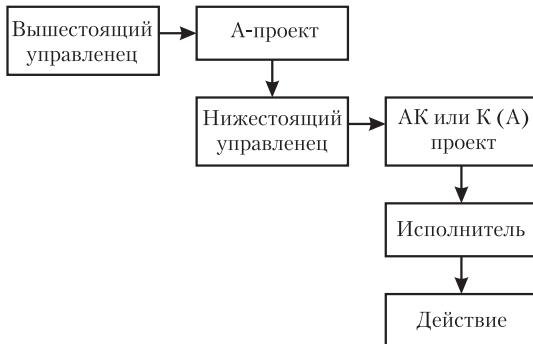 Вышестоящий
управленец
А-проект
Нижестоящий
управленец
АК или К (А)
проект
Исполнитель
Действие